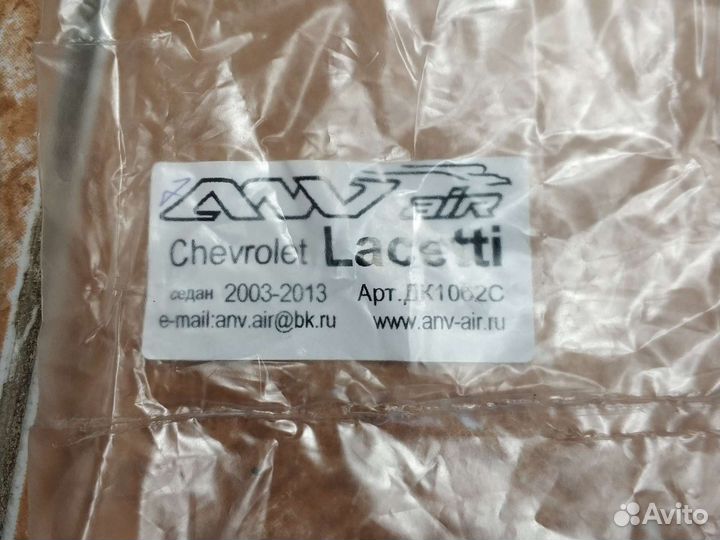 ANV air
Chevrolet Lacetti
седан 2003-2013 Арт.ДК1062С
e-mail:anv.air@bk.ru www.anv-air.ru
Avito